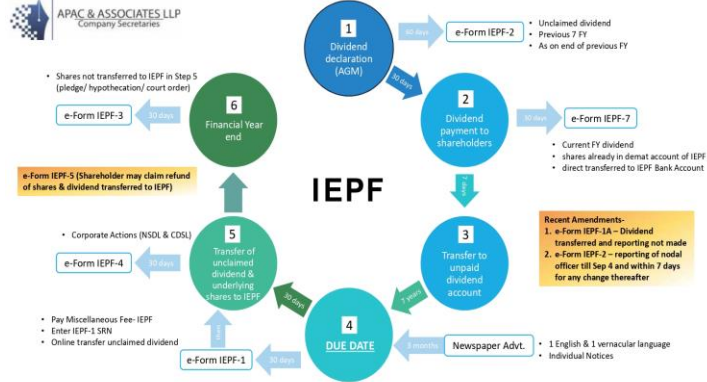 APAC & ASSOCIATES LLP
Company Secretaries
1
Dividend
declaration
(AGM)
60 days
e-Form IEPF-2
• Unclaimed dividend
• Previous 7 FY
• As on end of previous FY
30 days
2
Dividend
payment to
shareholders
30 days
e-Form IEPF-7
• Current FY dividend
• shares already in demat account of IEPF
• direct transferred to IEPF Bank Account
7 days
3
Transfer to
unpaid dividend
account
Recent Amendments-
1. e-Form IEPF-1A – Dividend
transferred and reporting not made
2. e-Form IEPF-2 – reporting of nodal
officer till Sep 4 and within 7 days
for any change thereafter
7 years
4
DUE DATE
3 months
Newspaper Advt.
• 1 English & 1 vernacular language
• Individual Notices
30 days
e-Form IEPF-1
• Pay Miscellaneous Fee- IEPF
• Enter IEPF-1 SRN
• Online transfer unclaimed dividend
30 days
5
Transfer of
unclaimed
dividend &
underlying
shares to IEPF
30 days
e-Form IEPF-4
• Corporate Actions (NSDL & CDSL)
6
Financial Year
end
30 days
e-Form IEPF-3
• Shares not transferred to IEPF in Step 5
(pledge/ hypothecation/ court order)
e-Form IEPF-5 (Shareholder may claim refund
of shares & dividend transferred to IEPF)
IEPF